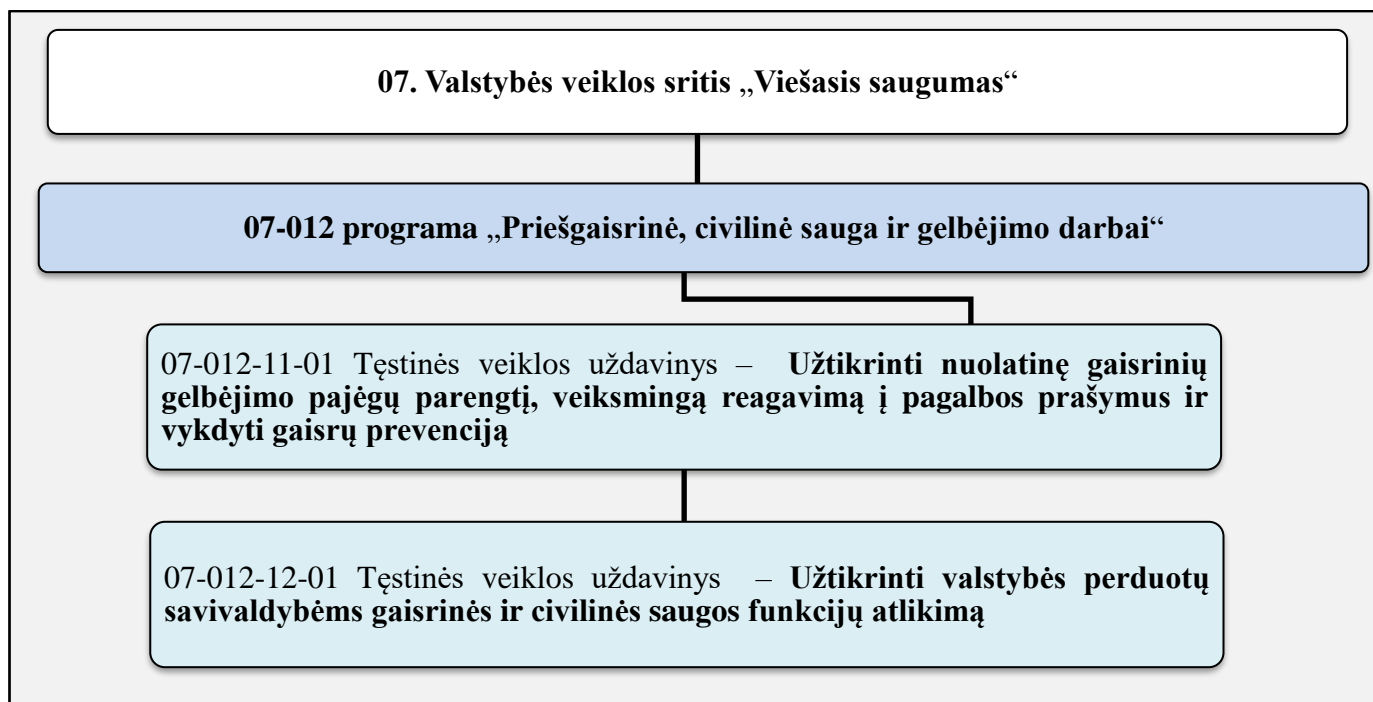 07. Valstybės veiklos sritis „Viešasis saugumas“
07-012 programa „Priešgaisrinė, civilinė sauga ir gelbėjimo darbai“
07-012-11-01 Tęstinės veiklos uždavinys – Užtikrinti nuolatinę gaisrinių
gelbėjimo pajėgų parengtį, veiksmingą reagavimą į pagalbos prašymus ir
vykdyti gaisrų prevenciją
07-012-12-01 Tęstinės veiklos uždavinys – Užtikrinti valstybės perduotų
savivaldybėms gaisrinės ir civilinės saugos funkcijų atlikimą